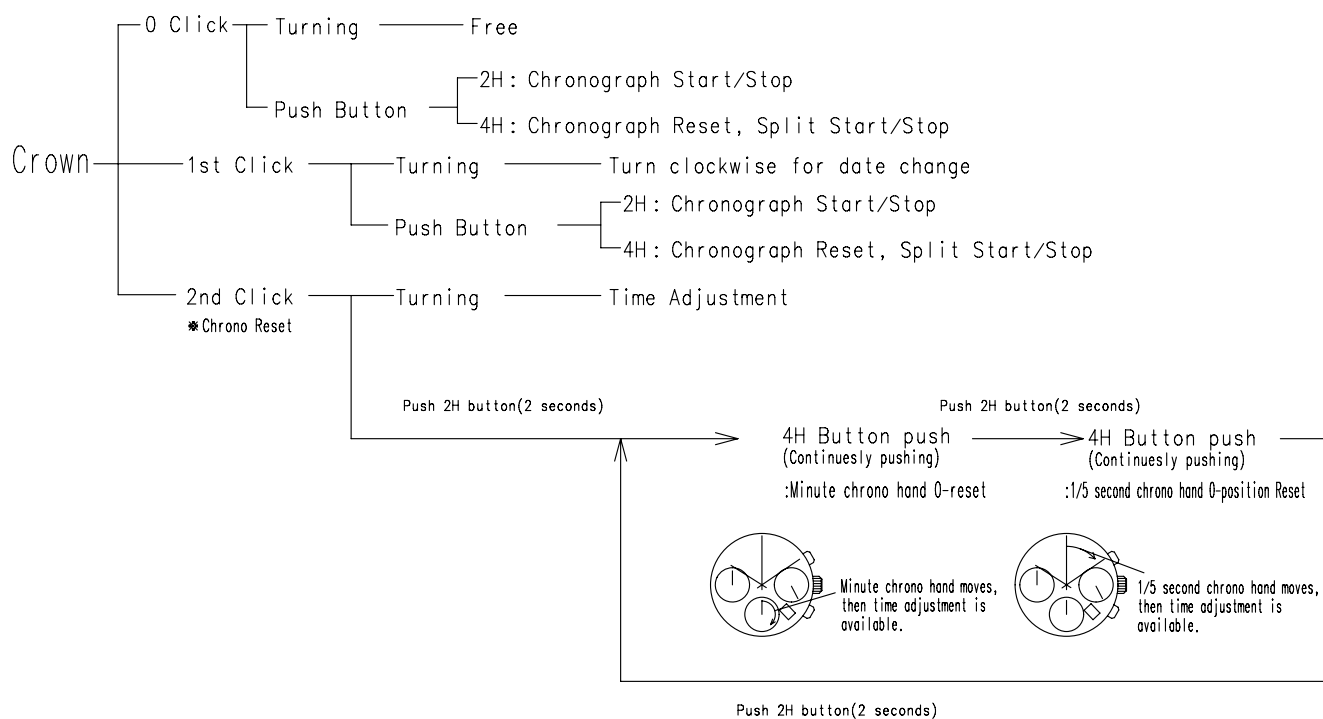 0 Click Turning Free
2H: Chronograph Start/Stop
Push Button
4H: Chronograph Reset, Split Start/Stop
Crown 1st Click Turning Turn clockwise for date change
2H: Chronograph Start/Stop
Push Button
4H: Chronograph Reset, Split Start/Stop
2nd Click Turning Time Adjustment
※Chrono Reset
Push 2H button(2 seconds) Push 2H button(2 seconds)
4H Button push 4H Button push
(Continuesly pushing) (Continuesly pushing)
:Minute chrono hand 0-reset :1/5 second chrono hand 0-position Reset
Minute chrono hand moves, 1/5 second chrono hand moves,
then time adjustment is then time adjustment is
available. available.
Push 2H button(2 seconds)